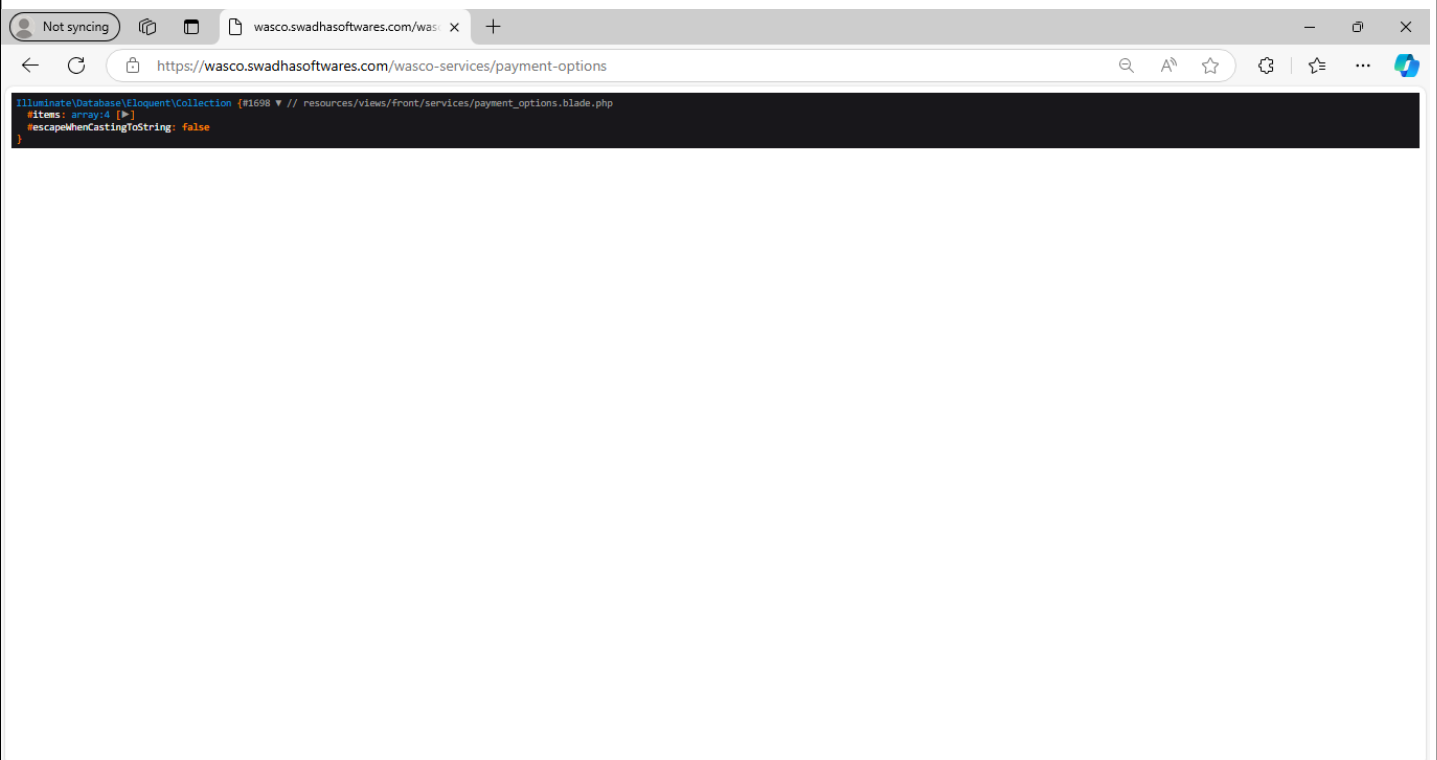 Not syncing
wasco.swadhasoftwares.com/was
https://wasco.swadhasoftwares.com/wasco-services/payment-options
Illuminate\Database\Eloquent\Collection {#1698 ▼ // resources/views/front/services/payment_options.blade.php
#items: array:4 [▶]
#escapeWhenCastingToString: false
}